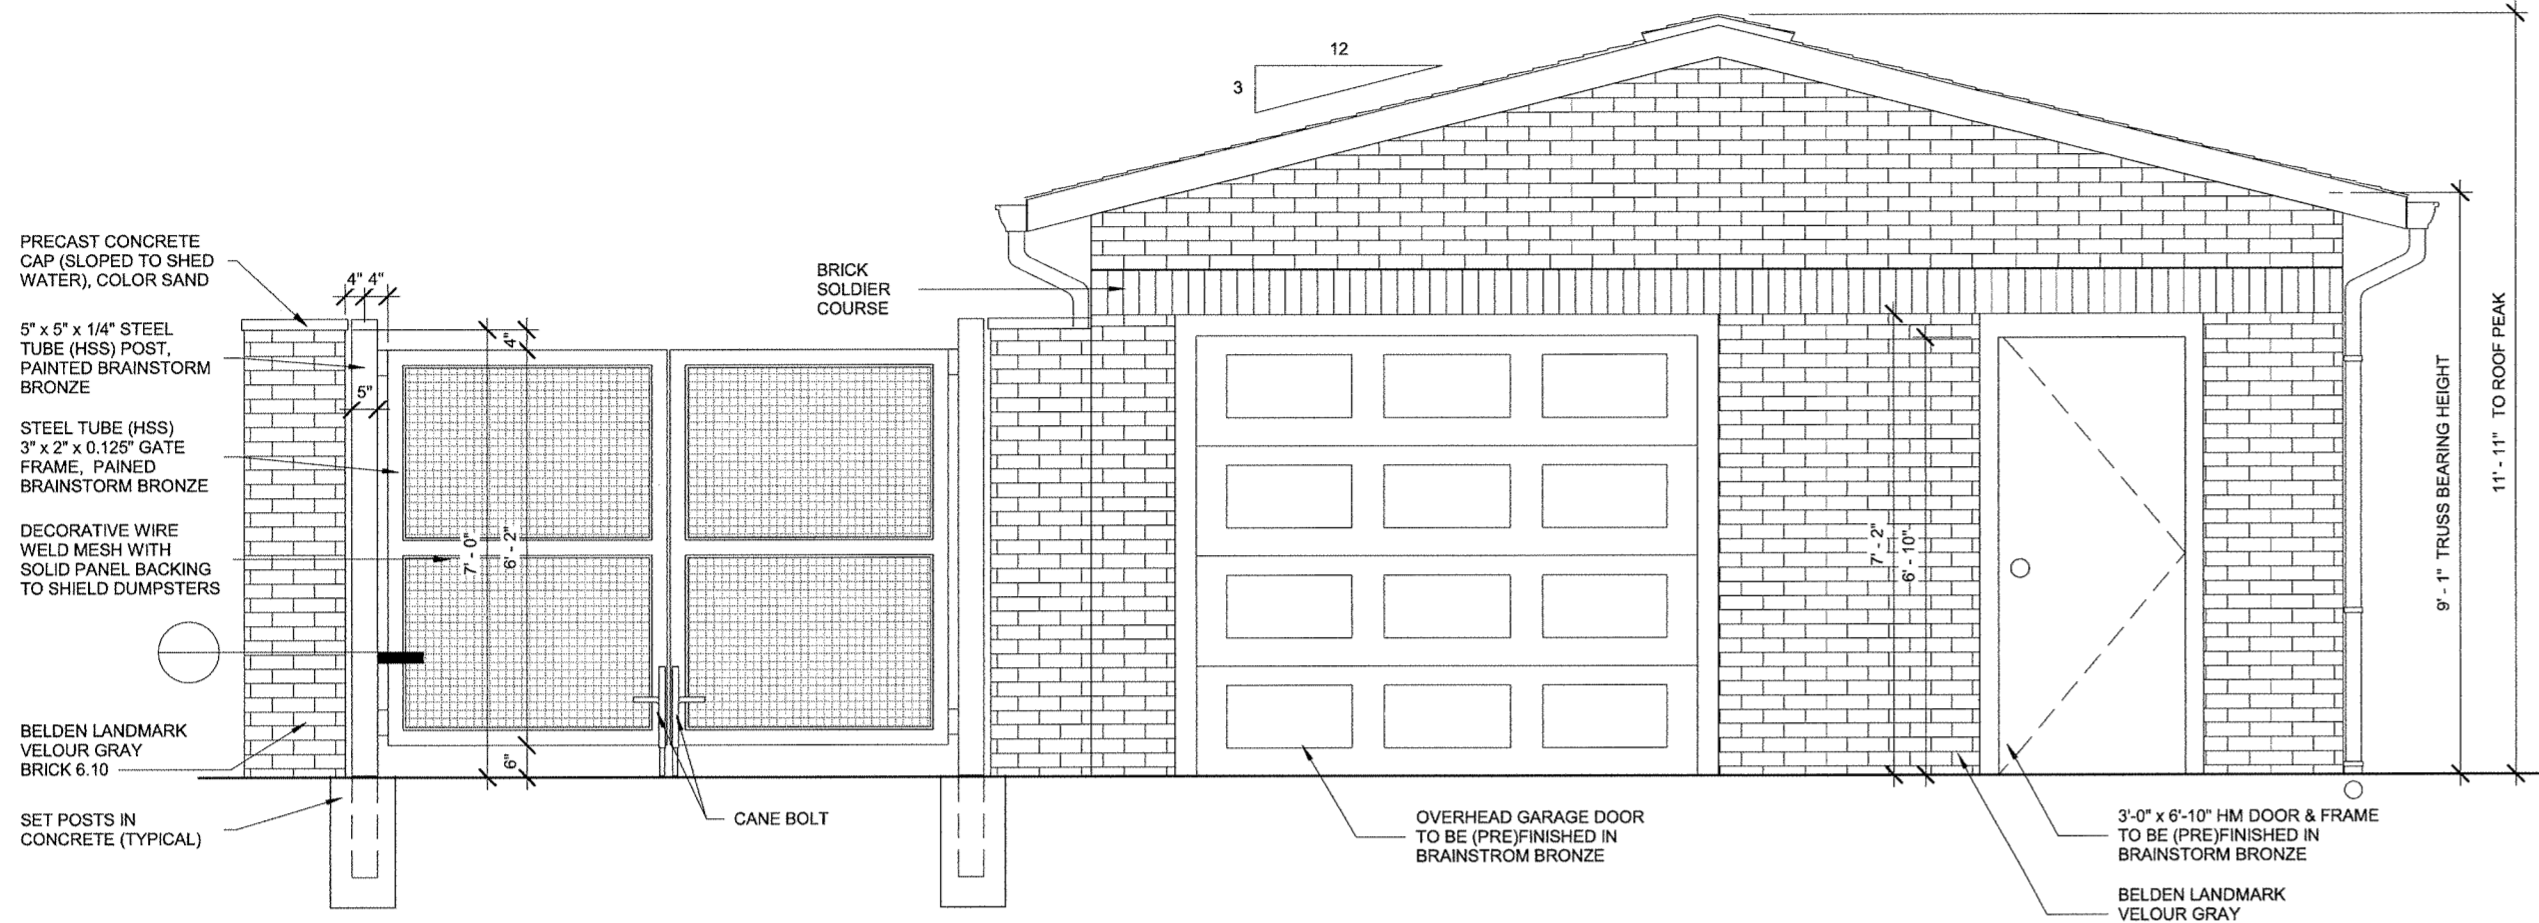 12
3
PRECAST CONCRETE
CAP (SLOPED TO SHED
WATER), COLOR SAND
4" 4"
5" x 5" x 1/4" STEEL
TUBE (HSS) POST,
PAINTED BRAINSTORM
BRONZE
5"
STEEL TUBE (HSS)
3" x 2" x 0.125" GATE
FRAME, PAINED
BRAINSTORM BRONZE
DECORATIVE WIRE
WELD MESH WITH
SOLID PANEL BACKING
TO SHIELD DUMPSTERS
BELDEN LANDMARK
VELOUR GRAY
BRICK 6.10
SET POSTS IN
CONCRETE (TYPICAL)
4"
7' - 0"
6' - 2"
6"
CANE BOLT
BRICK
SOLDIER
COURSE
OVERHEAD GARAGE DOOR
TO BE (PRE)FINISHED IN
BRAINSTROM BRONZE
7' - 2"
6' - 10"
3'-0" x 6'-10" HM DOOR & FRAME
TO BE (PRE)FINISHED IN
BRAINSTORM BRONZE
BELDEN LANDMARK
VELOUR GRAY
9' - 1" TRUSS BEARING HEIGHT
11' - 11" TO ROOF PEAK